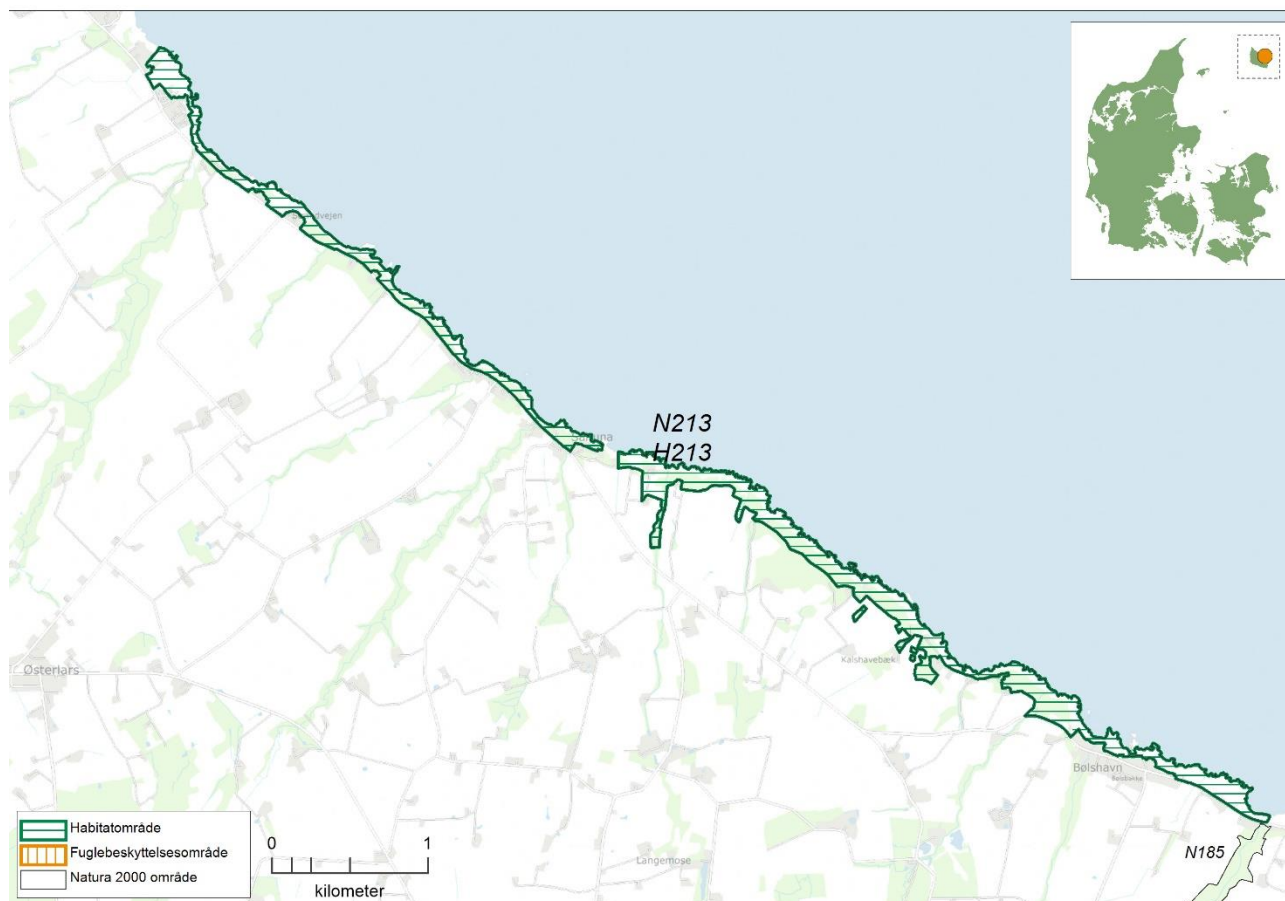 N213
H213
Østerlars
Kalshavebæk
Bølshavn
Langemose
N185
Habitatområde
Fuglebeskyttelsesområde
Natura 2000 område
0
1
kilometer